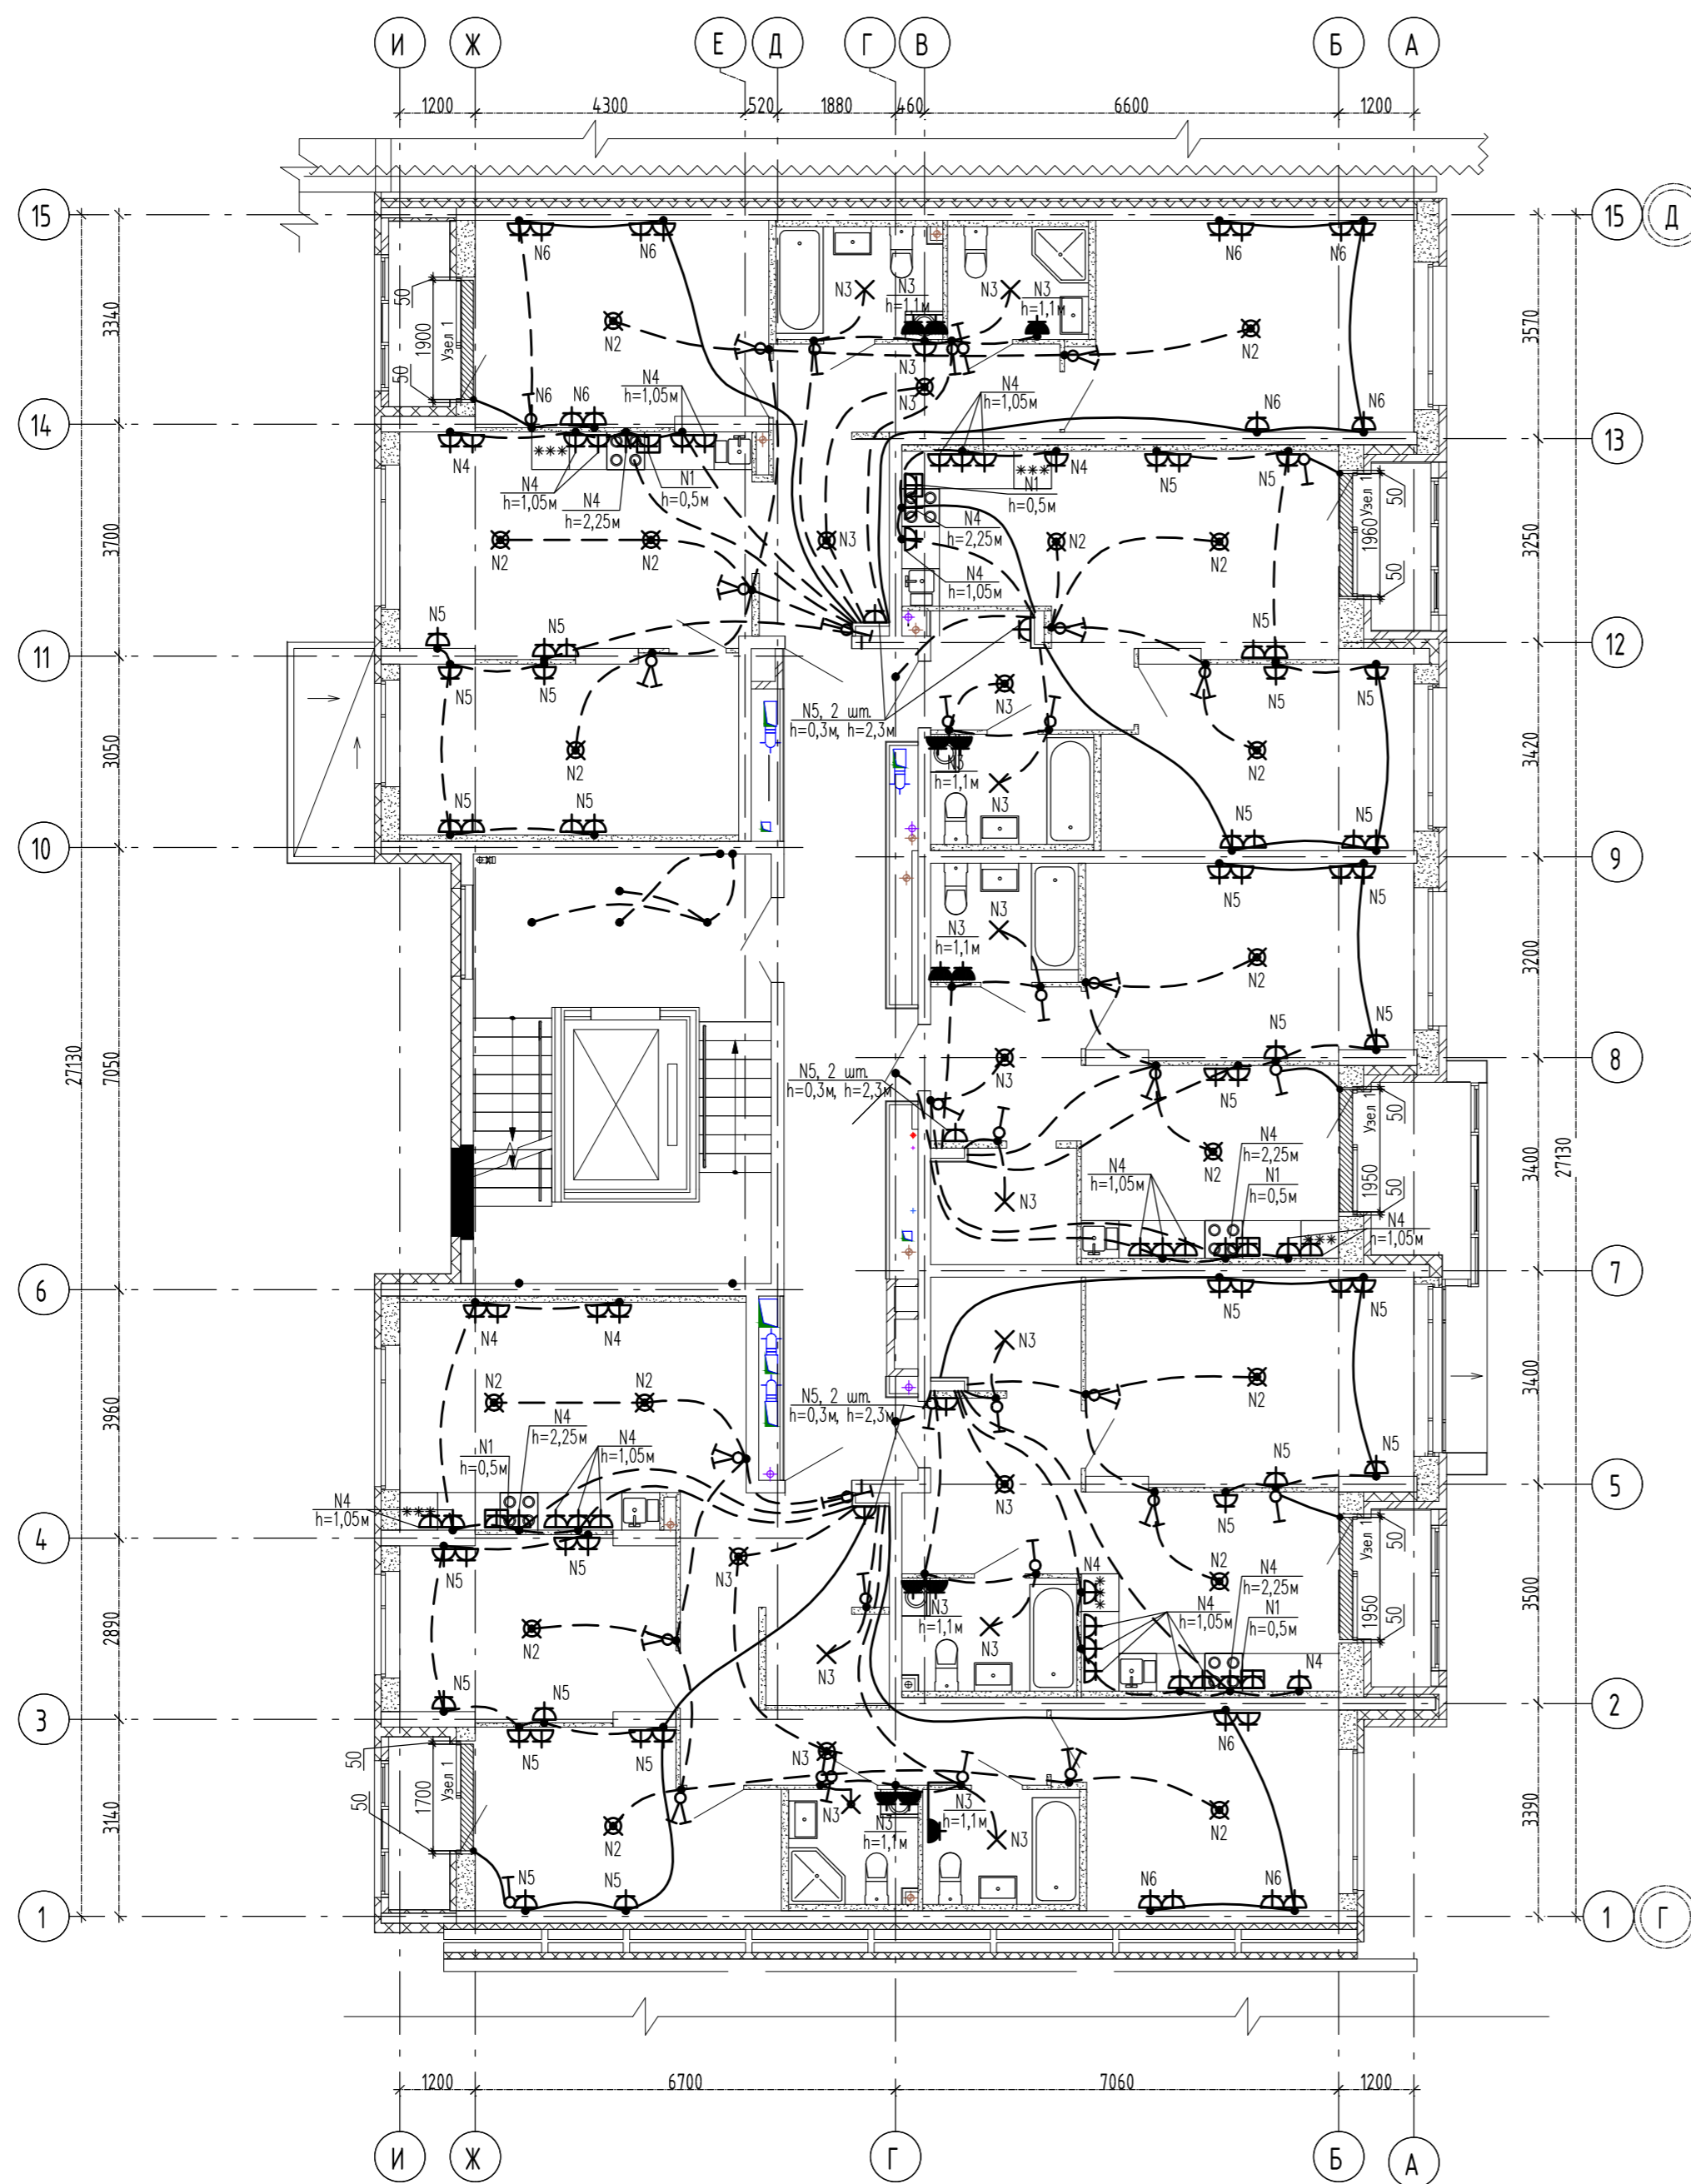 И Ж Е Д Г В Б А
1200 4300 520 1880 460 6600 1200
15 15 Д
N6 N6 N6 N6
N3 N3 N3 N3
h=1,1м h=1,1м
3340 50 1900 Узел 1 50 3570
N2 N2
N3 N3
N4
h=1,05м
N4
h=1,05м
N6 N6 N6 N6
14 13
N4 N4 N5 N5
N4
h=1,05м
N4
h=2,25м
N1
h=0,5м
N1
h=0,5м
N4
h=2,25м
N4
h=1,05м
3700 50 1960 Узел 1 50 3250
N2 N2 N3 N2 N2
N5 N5 N5
11 12
N5 N5 N5 N5
N3
N5, 2 шт.
h=0,3м, h=2,3м
3050 3420
N2 N2
N3
h=1,1м
N3
N5 N5 N5 N5
10 9
N5 N5
N3
N3
h=1,1м
3200
N2
N5 N5
27130 7050
N3 8
N5, 2 шт.
h=0,3м, h=2,3м
N5
50 1950 Узел 1 50 3400 27130
N2
N4
h=1,05м
N4
h=2,25м
N1
h=0,5м
N3
N4
h=1,05м
6 7
N4 N4 N5 N5
N3
3960 3400
N2 N2 N2
N5, 2 шт.
h=0,3м, h=2,3м
N4
h=2,25м
N4
h=1,05м
N1
h=0,5м
N4
h=1,05м
N5 N5
N3 5
4
N5 N5 N5
50 1950 Узел 1 50 3500
N3 N2
N4
N4
h=2,25м
N4
h=1,05м
N1
h=0,5м
N3
h=1,1м
N3
N2 2890
N3
N4
N5 N5
3 2
N5 N5 N6
50 50 1700 Узел 1 3140 3390
N3
N3
N3
h=1,1м
N3
h=1,1м
N3
N2 N2
N5 N5 N6 N6
1 1 Г
1200 6700 7060 1200
И Ж Г Б А